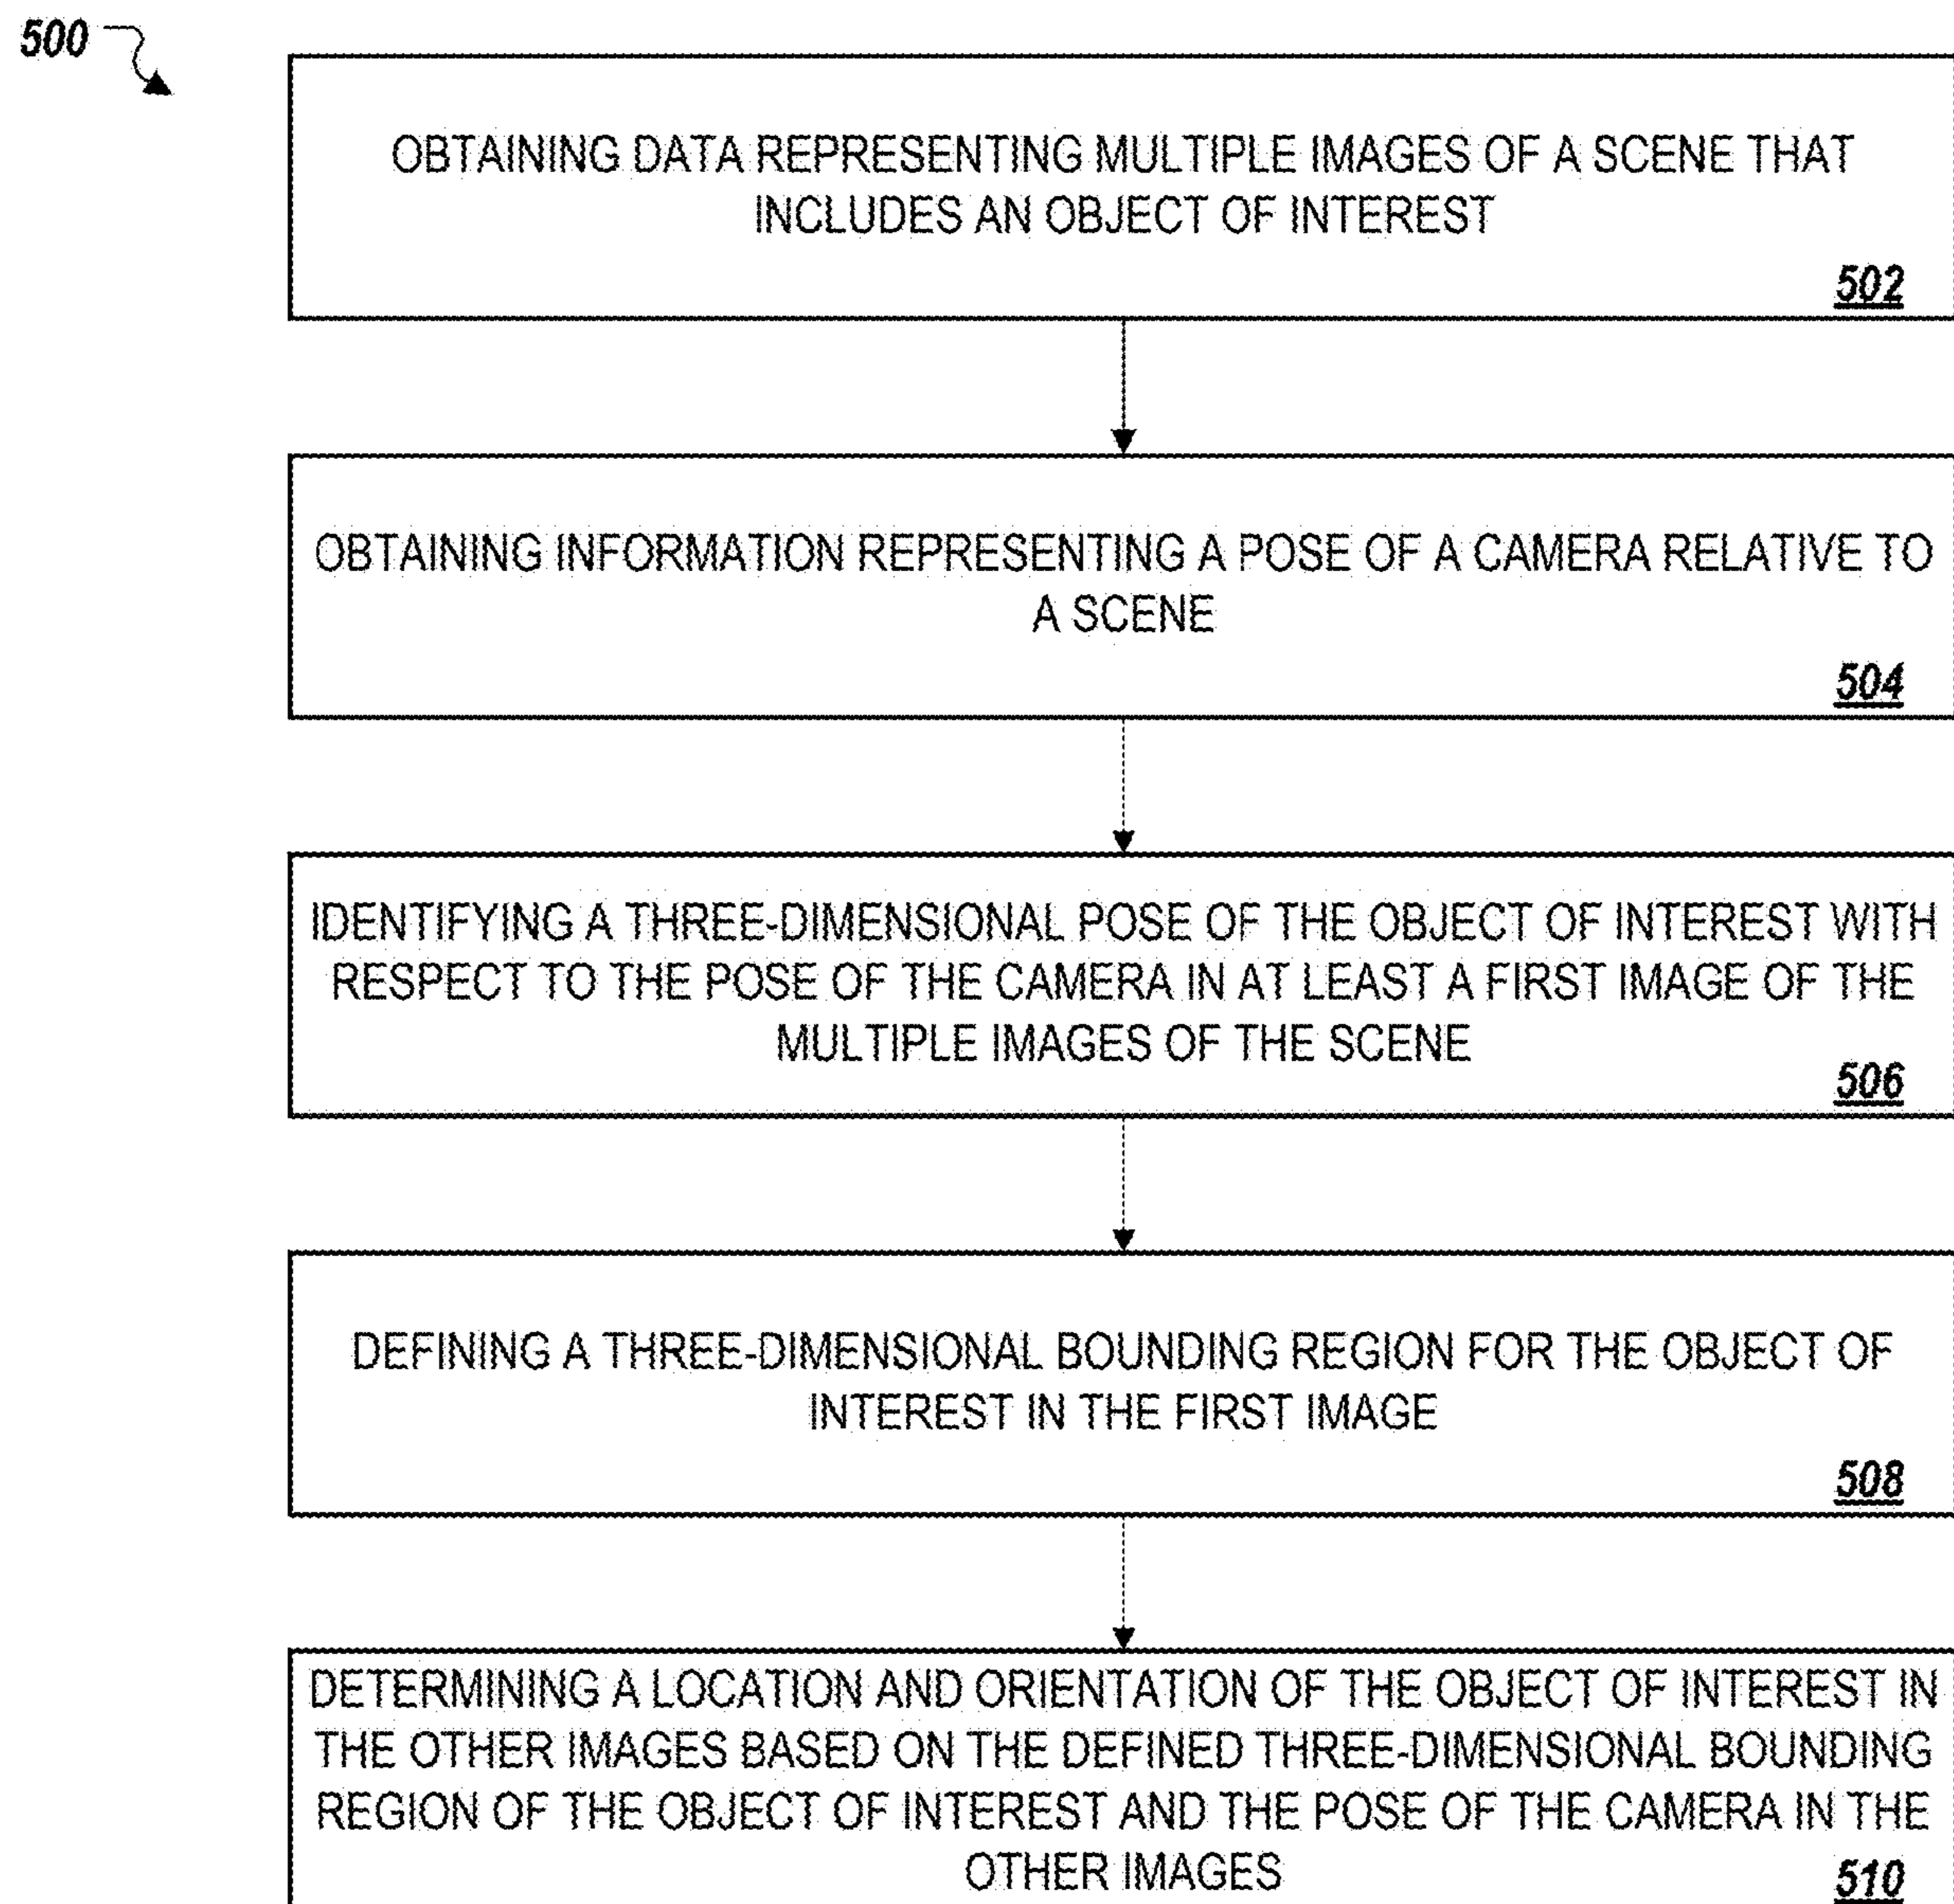 500
OBTAINING DATA REPRESENTING MULTIPLE IMAGES OF A SCENE THAT
INCLUDES AN OBJECT OF INTEREST
502
OBTAINING INFORMATION REPRESENTING A POSE OF A CAMERA RELATIVE TO
A SCENE
504
IDENTIFYING A THREE-DIMENSIONAL POSE OF THE OBJECT OF INTEREST WITH
RESPECT TO THE POSE OF THE CAMERA IN AT LEAST A FIRST IMAGE OF THE
MULTIPLE IMAGES OF THE SCENE
506
DEFINING A THREE-DIMENSIONAL BOUNDING REGION FOR THE OBJECT OF
INTEREST IN THE FIRST IMAGE
508
DETERMINING A LOCATION AND ORIENTATION OF THE OBJECT OF INTEREST IN
THE OTHER IMAGES BASED ON THE DEFINED THREE-DIMENSIONAL BOUNDING
REGION OF THE OBJECT OF INTEREST AND THE POSE OF THE CAMERA IN THE
OTHER IMAGES
510